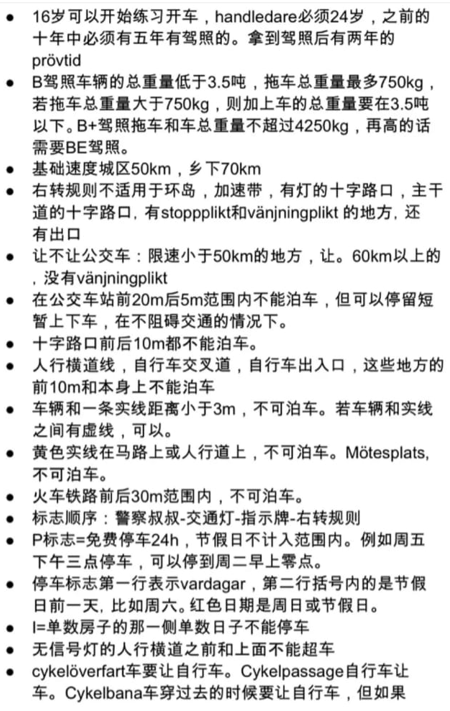 ● 16岁可以开始练习开车，handledare必须24岁，之前的
十年中必须有五年有驾照的。拿到驾照后有两年的
prövtid
● B驾照车辆的总重量低于3.5吨，拖车总重量最多750kg，
若拖车总重量大于750kg，则加上车的总重量要在3.5吨
以下。B+驾照拖车和车总重量不超过4250kg，再高的话
需要BE驾照。
● 基础速度城区50km，乡下70km
● 右转规则不适用于环岛，加速带，有灯的十字路口，主干
道的十字路口, 有stoppplikt和vänjningplikt 的地方, 还
有出口
● 让不让公交车：限速小于50km的地方，让。60km以上的
, 没有vänjningplikt
● 在公交车站前20m后5m范围内不能泊车，但可以停留短
暂上下车，在不阻碍交通的情况下。
● 十字路口前后10m都不能泊车。
● 人行横道线，自行车交叉道，自行车出入口，这些地方的
前10m和本身上不能泊车
● 车辆和一条实线距离小于3m，不可泊车。若车辆和实线
之间有虚线，可以。
● 黄色实线在马路上或人行道上，不可泊车。Mötesplats,
不可泊车。
● 火车铁路前后30m范围内，不可泊车。
● 标志顺序：警察叔叔-交通灯-指示牌-右转规则
● P标志=免费停车24h，节假日不计入范围内。例如周五
下午三点停车，可以停到周二早上零点。
● 停车标志第一行表示vardagar，第二行括号内的是节假
日前一天, 比如周六。红色日期是周日或节假日。
● I=单数房子的那一侧单数日子不能停车
● 无信号灯的人行横道之前和上面不能超车
● cykelöverfart车要让自行车。Cykelpassage自行车让
车。Cykelbana车穿过去的时候要让自行车，但如果